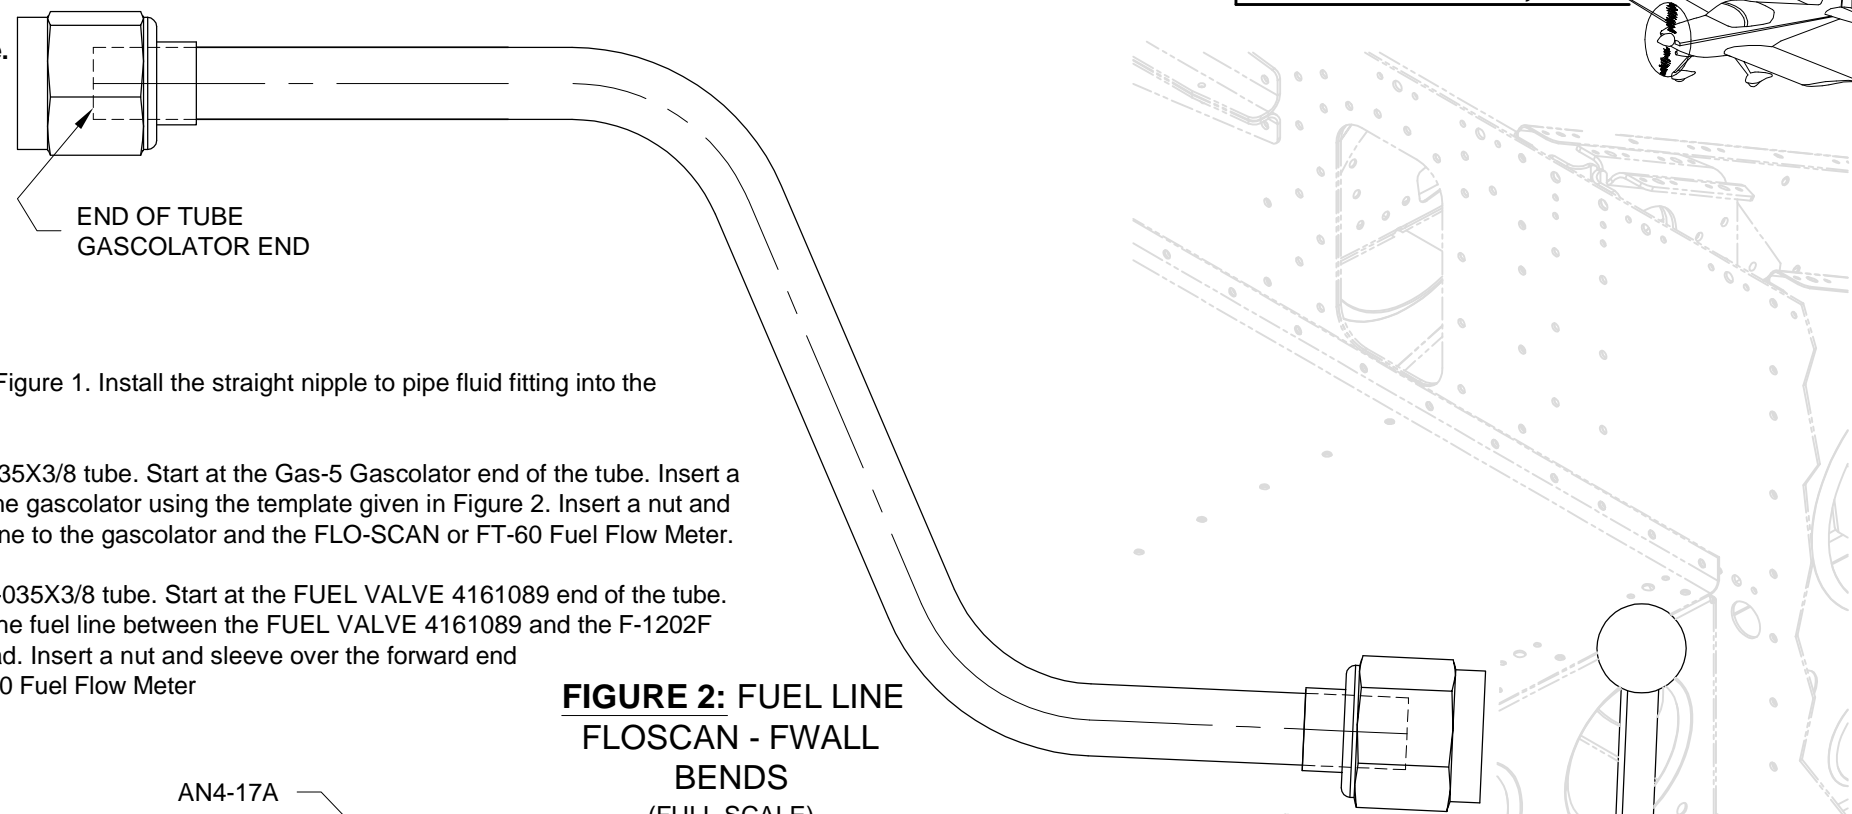 e.
END OF TUBE
GASCOLATOR END
Figure 1. Install the straight nipple to pipe fluid fitting into the
35X3/8 tube. Start at the Gas-5 Gascolator end of the tube. Insert a
he gascolator using the template given in Figure 2. Insert a nut and
ne to the gascolator and the FLO-SCAN or FT-60 Fuel Flow Meter.
-035X3/8 tube. Start at the FUEL VALVE 4161089 end of the tube.
he fuel line between the FUEL VALVE 4161089 and the F-1202F
ad. Insert a nut and sleeve over the forward end
0 Fuel Flow Meter
FIGURE 2: FUEL LINE
FLOSCAN - FWALL
BENDS
(FULL SCALE)
AN4-17A